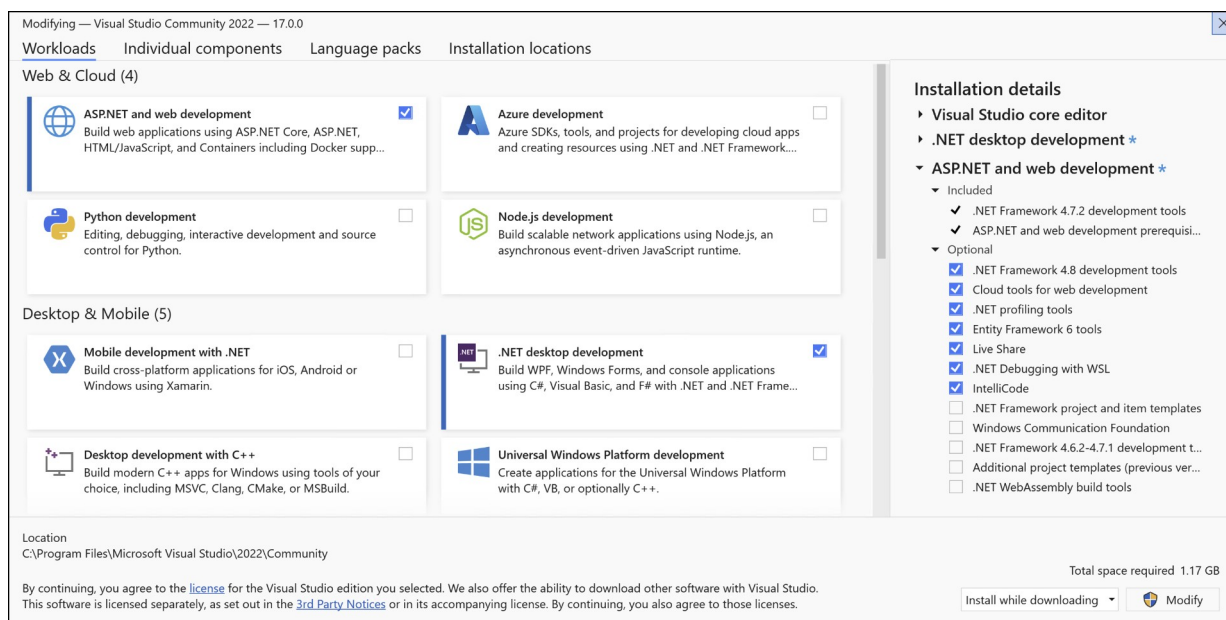 Modifying — Visual Studio Community 2022 — 17.0.0
Workloads Individual components Language packs Installation locations
Web & Cloud (4)
ASP.NET and web development
Build web applications using ASP.NET Core, ASP.NET,
HTML/JavaScript, and Containers including Docker supp...
Azure development
Azure SDKs, tools, and projects for developing cloud apps
and creating resources using .NET and .NET Framework....
Python development
Editing, debugging, interactive development and source
control for Python.
JS
Node.js development
Build scalable network applications using Node.js, an
asynchronous event-driven JavaScript runtime.
Desktop & Mobile (5)
Mobile development with .NET
Build cross-platform applications for iOS, Android or
Windows using Xamarin.
.NET
.NET desktop development
Build WPF, Windows Forms, and console applications
using C#, Visual Basic, and F# with .NET and .NET Frame...
Desktop development with C++
Build modern C++ apps for Windows using tools of your
choice, including MSVC, Clang, CMake, or MSBuild.
Universal Windows Platform development
Create applications for the Universal Windows Platform
with C#, VB, or optionally C++.
Installation details
Visual Studio core editor
.NET desktop development *
ASP.NET and web development *
Included
.NET Framework 4.7.2 development tools
ASP.NET and web development prerequisi...
Optional
.NET Framework 4.8 development tools
Cloud tools for web development
.NET profiling tools
Entity Framework 6 tools
Live Share
.NET Debugging with WSL
IntelliCode
.NET Framework project and item templates
Windows Communication Foundation
.NET Framework 4.6.2-4.7.1 development t...
Additional project templates (previous ver...
.NET WebAssembly build tools
Location
C:\Program Files\Microsoft Visual Studio\2022\Community
By continuing, you agree to the license for the Visual Studio edition you selected. We also offer the ability to download other software with Visual Studio.
This software is licensed separately, as set out in the 3rd Party Notices or in its accompanying license. By continuing, you also agree to those licenses.
Total space required 1.17 GB
Install while downloading
Modify